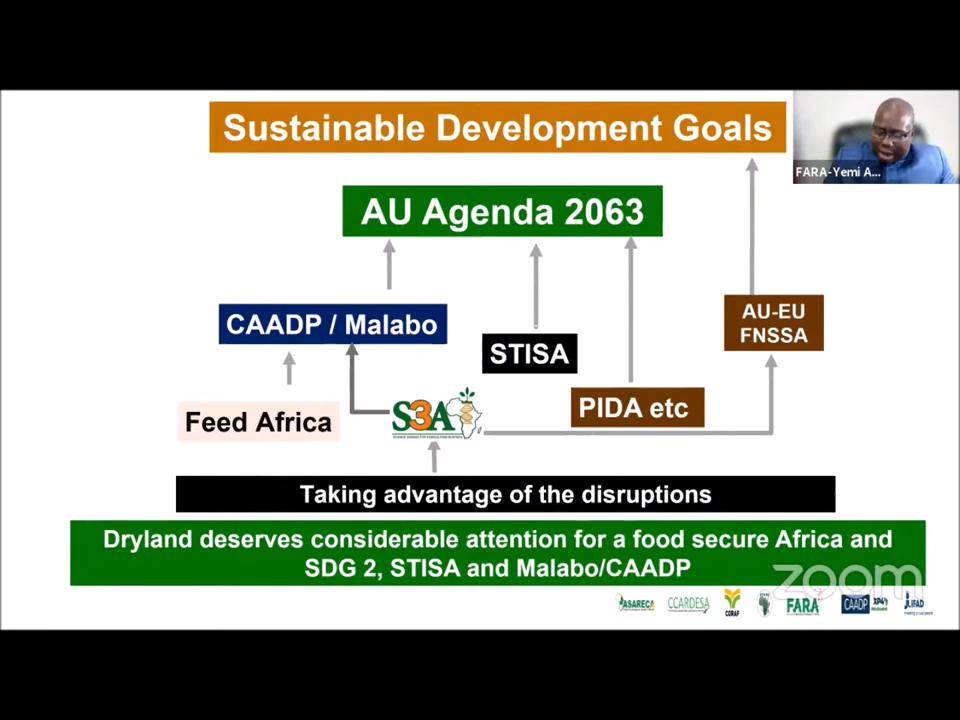 Sustainable Development Goals
FARA-Yemi A...
AU Agenda 2063
CAADP / Malabo
AU-EU
FNSSA
STISA
PIDA etc
Feed Africa
S3A
Taking advantage of the disruptions
Dryland deserves considerable attention for a food secure Africa and
SDG 2, STISA and Malabo/CAADP
zoom
ASARECA
CCARDESA
CORAF
FARA
CAADP XP4
IFAD